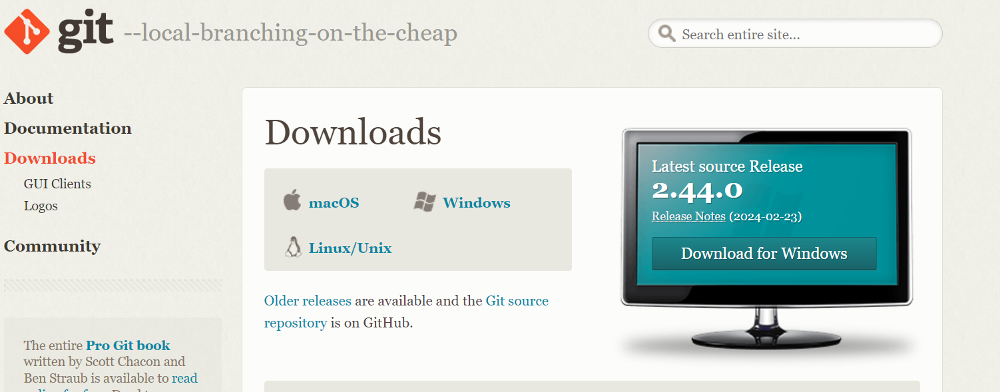 git --local-branching-on-the-cheap
Search entire site...
About
Documentation
Downloads
GUI Clients
Logos
Community
The entire Pro Git book
written by Scott Chacon and
Ben Straub is available to read
Downloads
macOS
Windows
Linux/Unix
Older releases are available and the Git source
repository is on GitHub.
Latest source Release
2.44.0
Release Notes (2024-02-23)
Download for Windows